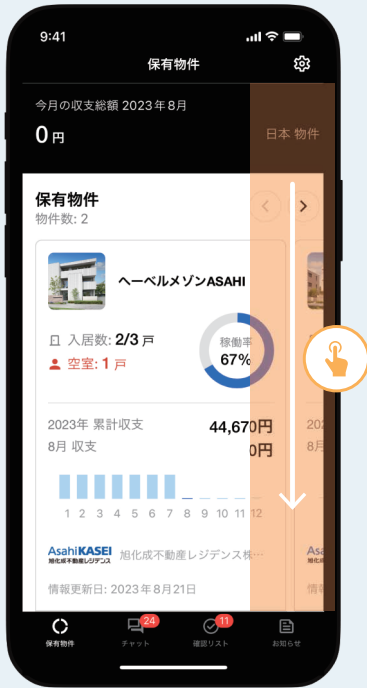 9:41
保有物件
今月の収支総額 2023年8月
0 円
日本 物件
保有物件
物件数: 2
ヘーベルメゾンASAHI
入居数: 2/3 戸
空室: 1 戸
稼働率
67%
2023年 累計収支
44,670円
202
8月 収支
0円
8月
1 2 3 4 5 6 7 8 9 10 11 12
AsahiKASEI
旭化成不動産レジデンス
旭化成不動産レジデンス株…
Asa
情報更新日: 2023年8月21日
情報
24
11
保有物件
チャット
確認リスト
お知らせ